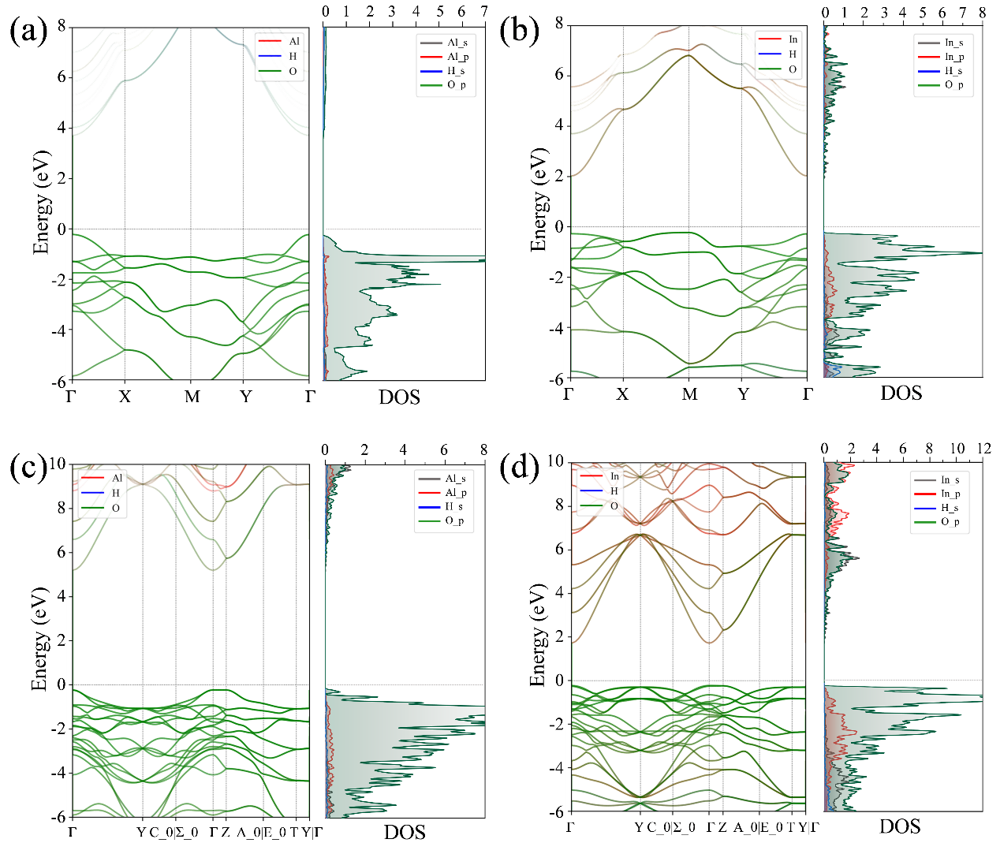 (a)
8
6
4
2
0
-2
-4
-6
Energy (eV)
Al
H
O
Γ X M Y Γ
0 1 2 3 4 5 6 7
Al_s
Al_p
H_s
O_p
DOS
(b)
8
6
4
2
0
-2
-4
-6
Energy (eV)
In
H
O
Γ X M Y Γ
0 1 2 3 4 5 6 7 8
In_s
In_p
H_s
O_p
DOS
(c)
10
8
6
4
2
0
-2
-4
-6
Energy (eV)
Al
H
O
Γ Y C_0|Σ_0 Γ Z Λ_0|E_0 T Y|Γ
0 2 4 6 8
Al_s
Al_p
H_s
O_p
DOS
(d)
10
8
6
4
2
0
-2
-4
-6
Energy (eV)
In
H
O
Γ Y C_0|Σ_0 Γ Z A_0|E_0 T Y|Γ
0 2 4 6 8 10 12
In_s
In_p
H_s
O_p
DOS